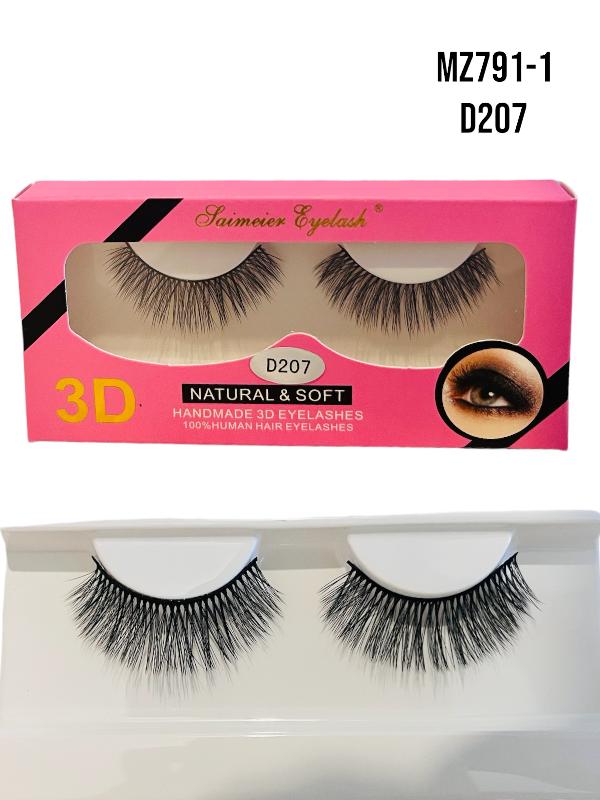 MZ791-1
D207
Saimeier Eyelash®
D207
3D
NATURAL & SOFT
HANDMADE 3D EYELASHES
100%HUMAN HAIR EYELASHES